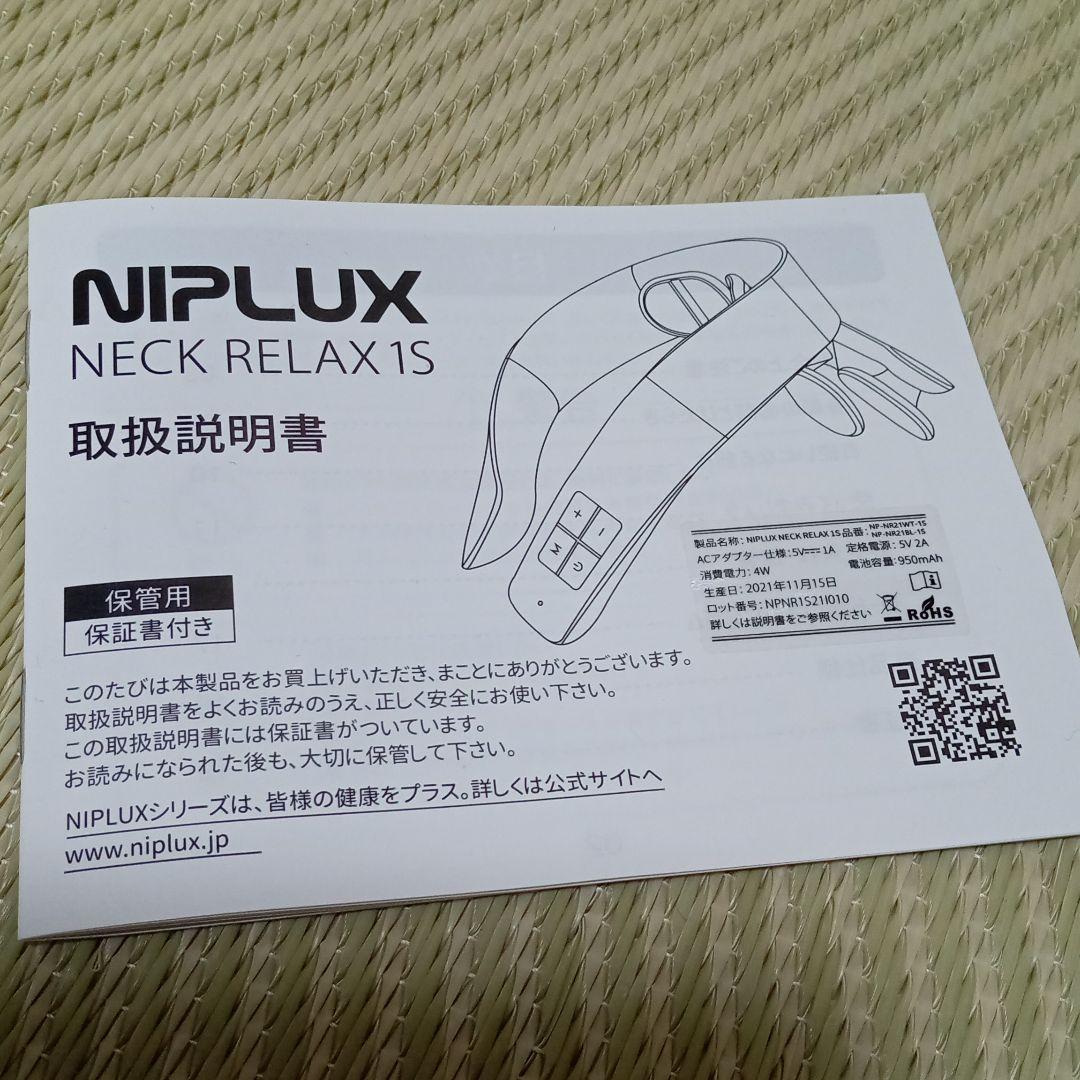 NIPLUX
NECK RELAX 1S
取扱説明書
+
-
M
製品名称: NIPLUX NECK RELAX 1S 品番: NP-NR21WT-1S
NP-NR21BL-1S
ACアダプター仕様:5V⎓1A 定格電源:5V 2A
消費電力:4W 電池容量:950mAh
生産日:2021年11月15日
ロット番号:NPNR1S21I010
詳しくは説明書をご参照ください
RoHS
保管用
保証書付き
このたびは本製品をお買上げいただき、まことにありがとうございます。
取扱説明書をよくお読みのうえ、正しく安全にお使い下さい。
この取扱説明書には保証書がついています。
お読みになられた後も、大切に保管して下さい。
NIPLUXシリーズは、皆様の健康をプラス。詳しくは公式サイトへ
www.niplux.jp